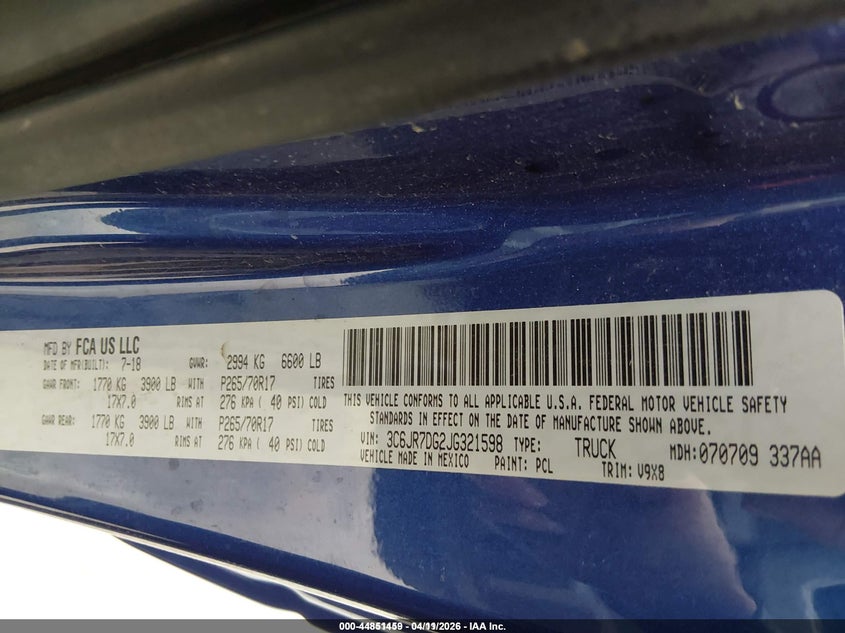 MFD BY FCA US LLC
DATE OF MFR(BUILT): 7-18 GVWR: 2994 KG 6600 LB
GAWR FRONT: 1770 KG 3900 LB WITH P265/70R17 TIRES
17X7.0 RIMS AT 276 KPA ( 40 PSI) COLD
GAWR REAR: 1770 KG 3900 LB WITH P265/70R17 TIRES
17X7.0 RIMS AT 276 KPA ( 40 PSI) COLD
THIS VEHICLE CONFORMS TO ALL APPLICABLE U.S.A. FEDERAL MOTOR VEHICLE SAFETY
STANDARDS IN EFFECT ON THE DATE OF MANUFACTURE SHOWN ABOVE.
VIN: 3C6JR7DG2JG321598 TYPE: TRUCK MDH:070709 337AA
VEHICLE MADE IN MEXICO PAINT: PCL TRIM: V9X8
000-44851459 - 04/11/2026 - IAA Inc.